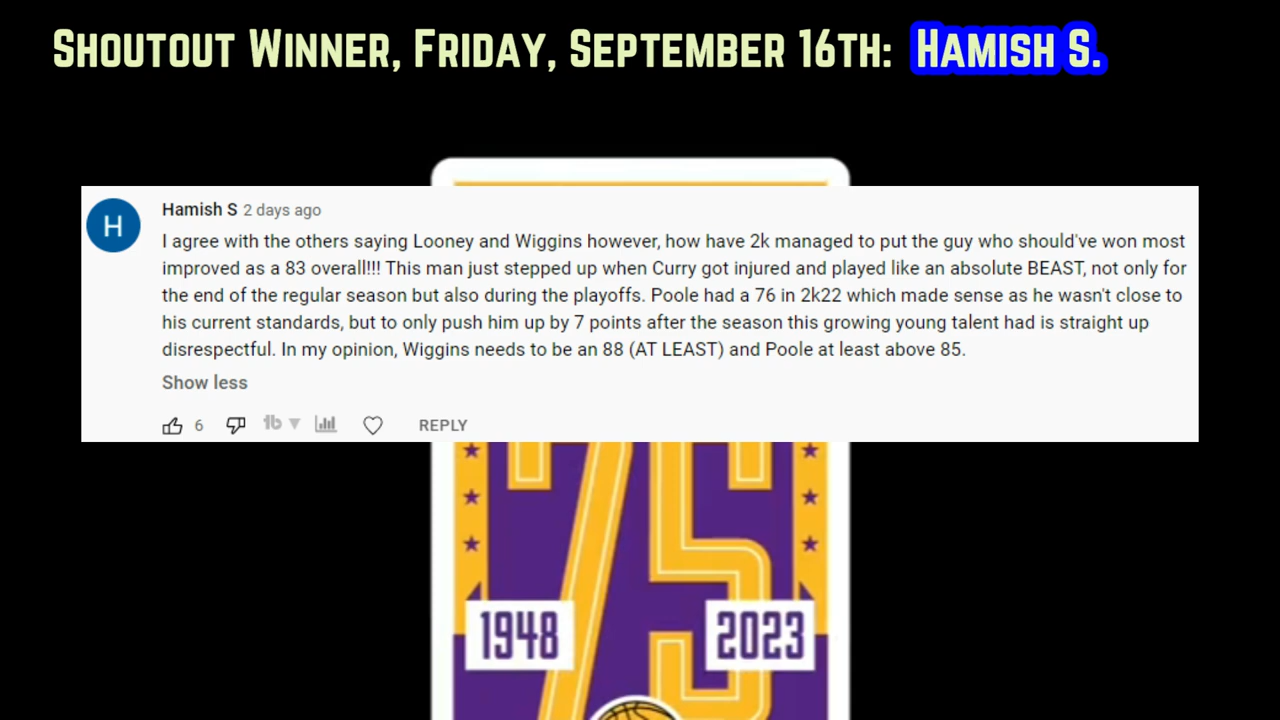 Shoutout Winner, Friday, September 16th: Hamish S.
H
Hamish S 2 days ago
I agree with the others saying Looney and Wiggins however, how have 2k managed to put the guy who should've won most
improved as a 83 overall!!! This man just stepped up when Curry got injured and played like an absolute BEAST, not only for
the end of the regular season but also during the playoffs. Poole had a 76 in 2k22 which made sense as he wasn't close to
his current standards, but to only push him up by 7 points after the season this growing young talent had is straight up
disrespectful. In my opinion, Wiggins needs to be an 88 (AT LEAST) and Poole at least above 85.
Show less
6 tb REPLY
75
1948 2023